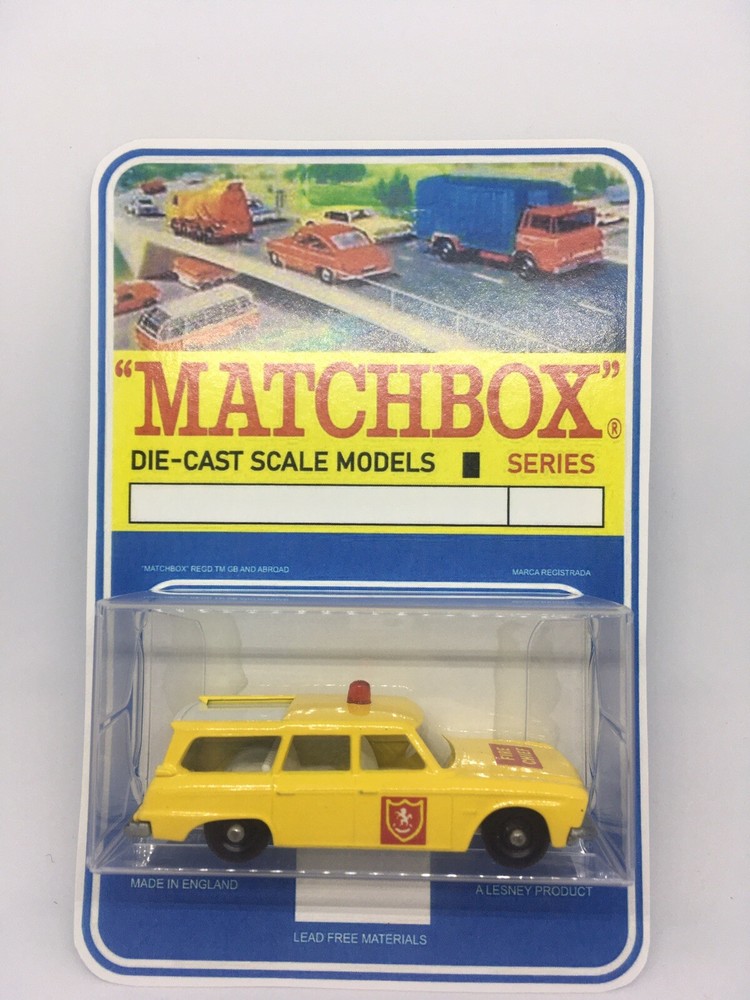 "MATCHBOX"®
DIE-CAST SCALE MODELS SERIES
"MATCHBOX" REGD TM GB AND ABROAD MARCA REGISTRADA
FIRE
CHIEF
MADE IN ENGLAND A LESNEY PRODUCT
LEAD FREE MATERIALS